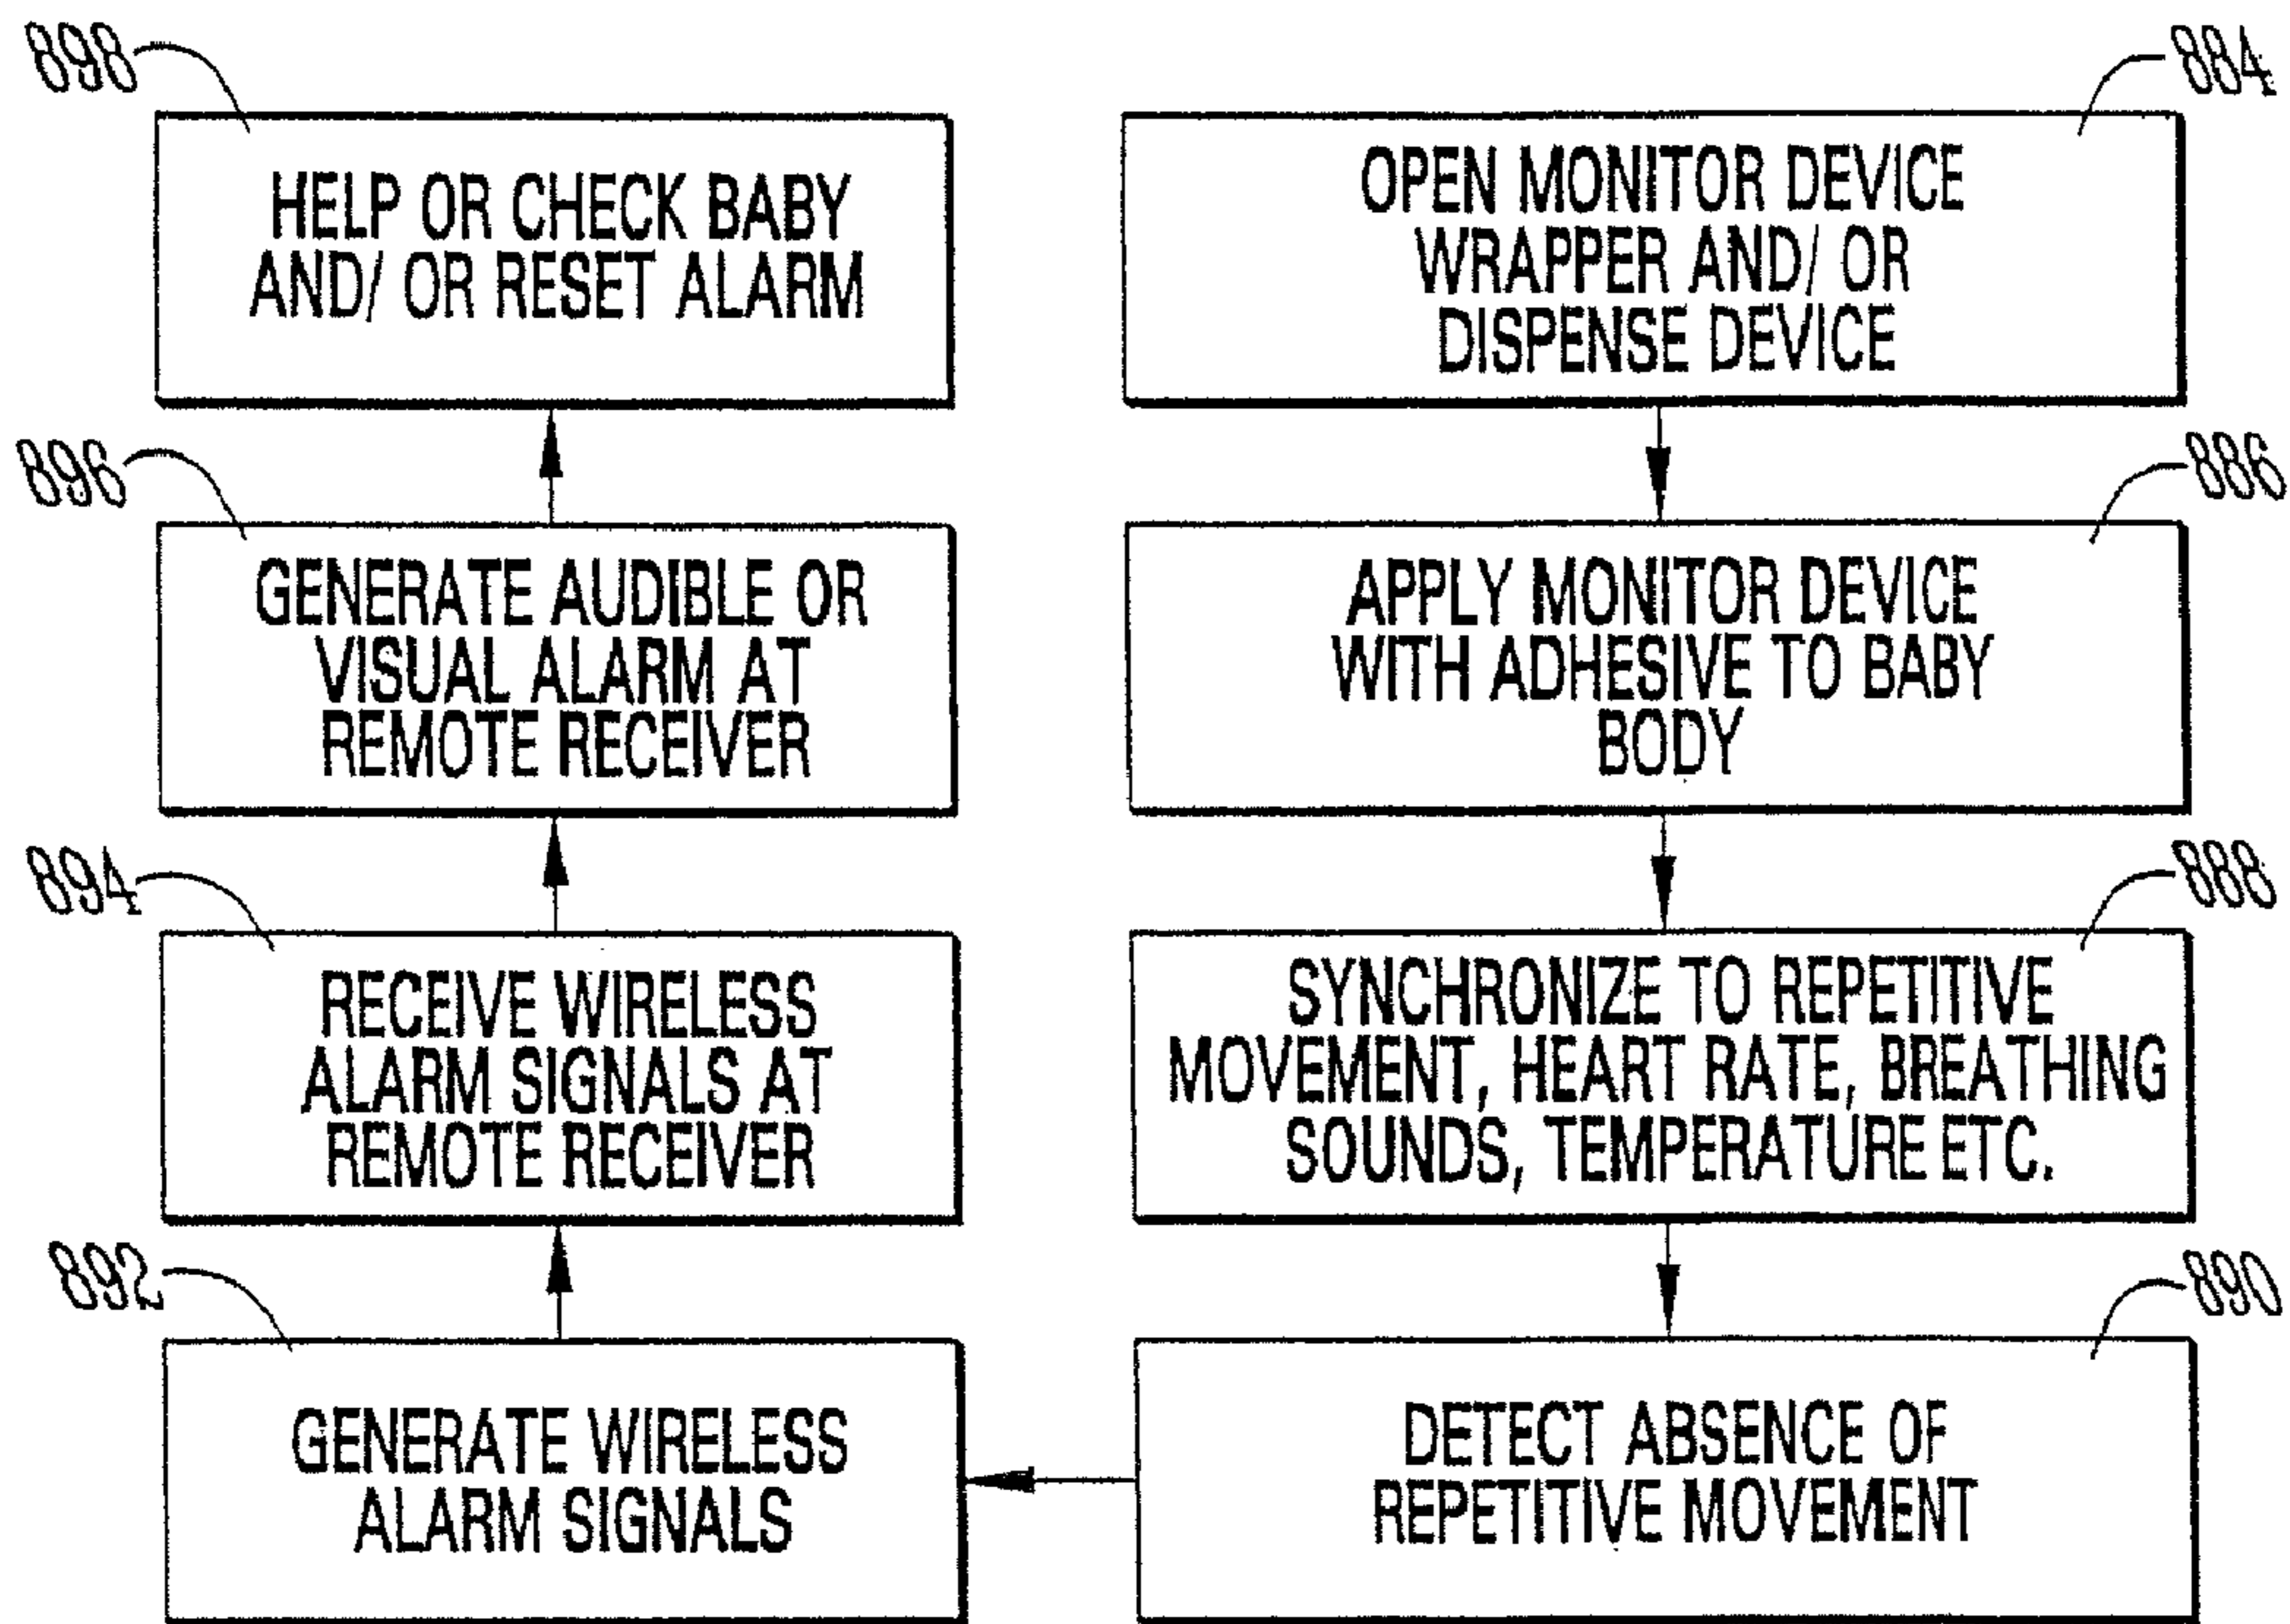 898
HELP OR CHECK BABY
AND/ OR RESET ALARM
884
OPEN MONITOR DEVICE
WRAPPER AND/ OR
DISPENSE DEVICE
896
GENERATE AUDIBLE OR
VISUAL ALARM AT
REMOTE RECEIVER
886
APPLY MONITOR DEVICE
WITH ADHESIVE TO BABY
BODY
894
RECEIVE WIRELESS
ALARM SIGNALS AT
REMOTE RECEIVER
888
SYNCHRONIZE TO REPETITIVE
MOVEMENT, HEART RATE, BREATHING
SOUNDS, TEMPERATURE ETC.
892
GENERATE WIRELESS
ALARM SIGNALS
890
DETECT ABSENCE OF
REPETITIVE MOVEMENT